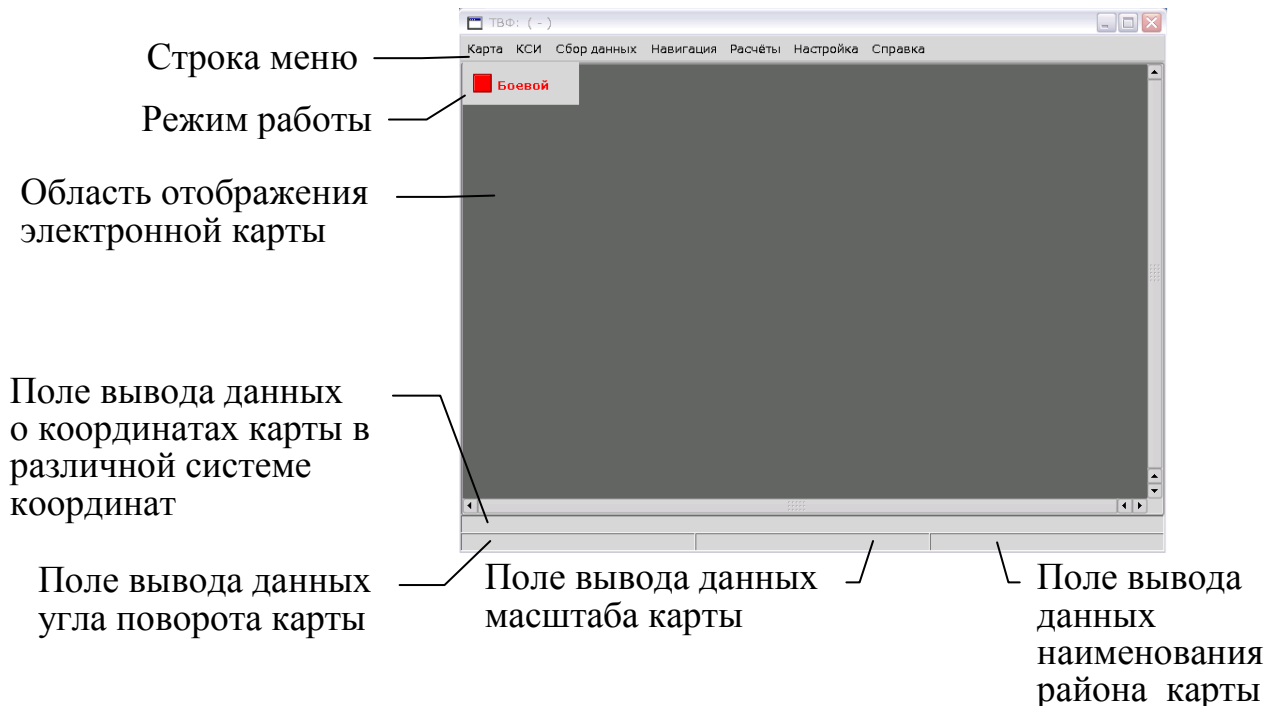 ТВФ: ( - )
Карта КСИ Сбор данных Навигация Расчёты Настройка Справка
Боевой
Строка меню
Режим работы
Область отображения
электронной карты
Поле вывода данных
о координатах карты в
различной системе
координат
Поле вывода данных
угла поворота карты
Поле вывода данных
масштаба карты
Поле вывода
данных
наименования
района карты